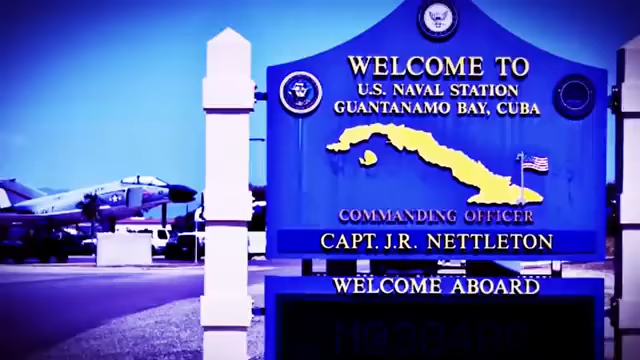 WELCOME TO
U.S. NAVAL STATION
GUANTANAMO BAY, CUBA
COMMANDING OFFICER
CAPT. J.R. NETTLETON
WELCOME ABOARD